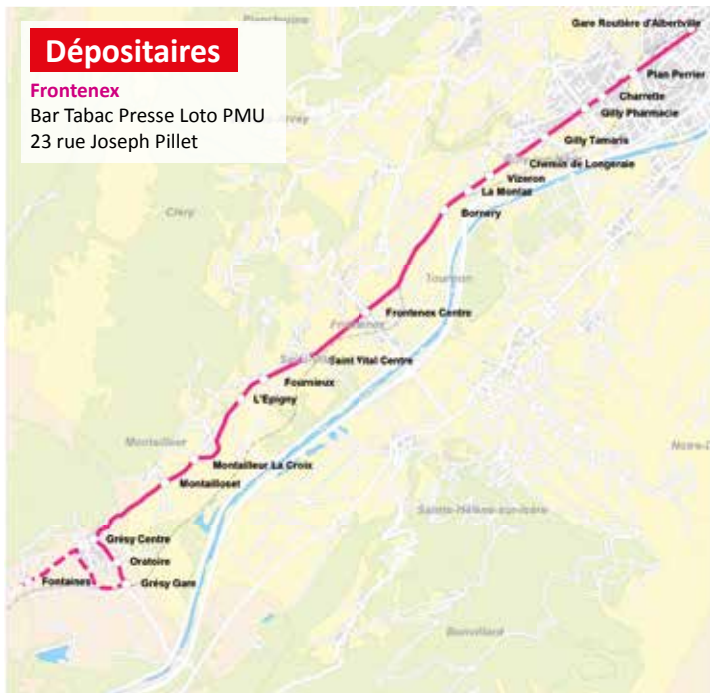 Dépositaires
Frontenex
Bar Tabac Presse Loto PMU
23 rue Joseph Pillet
Gare Routière d'Albertville
Plan Perrier
Charrette
Gilly Pharmacie
Gilly Tamaris
Chemin de Longeraie
Vizeron
La Montaz
Bornery
Cléry
Tournon
Frontenex Centre
Frontenex
Saint Vital Centre
Fournieux
L'Epigny
Montailleur
Montailleur La Croix
Montailloset
Sainte-Hélène-sur-Isère
Grésy Centre
Oratoire
Fontaines
Grésy Gare
Bonvillard